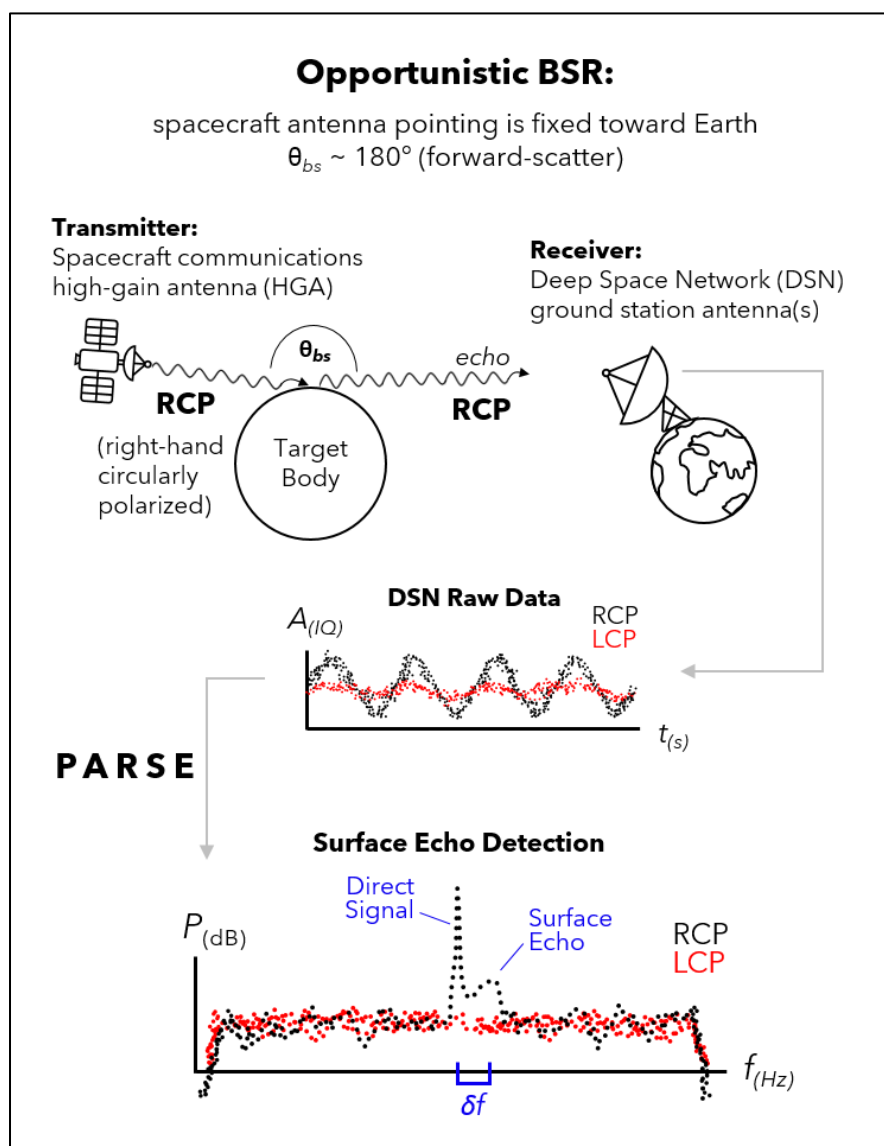 Opportunistic BSR:
spacecraft antenna pointing is fixed toward Earth
θbs ~ 180° (forward-scatter)
Transmitter:
Spacecraft communications
high-gain antenna (HGA)
Receiver:
Deep Space Network (DSN)
ground station antenna(s)
θbs
echo
RCP
RCP
(right-hand
circularly
polarized)
Target
Body
DSN Raw Data
A(IQ)
RCP
LCP
t(s)
PARSE
Surface Echo Detection
Direct
Signal
Surface
Echo
P(dB)
RCP
LCP
f(Hz)
δf